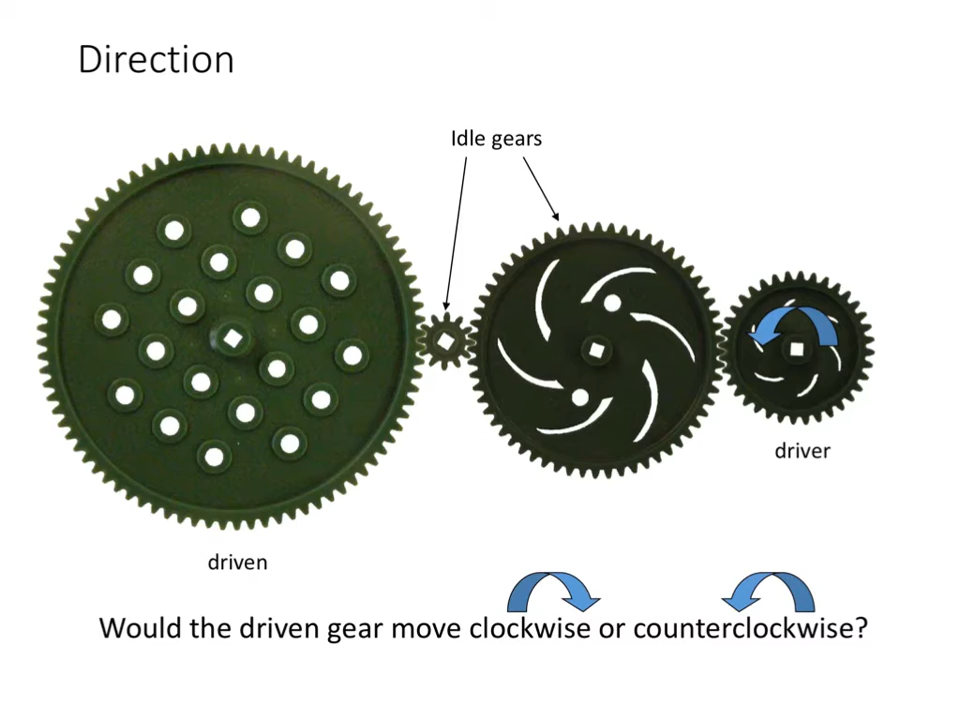 Direction
Idle gears
driver
driven
Would the driven gear move clockwise or counterclockwise?